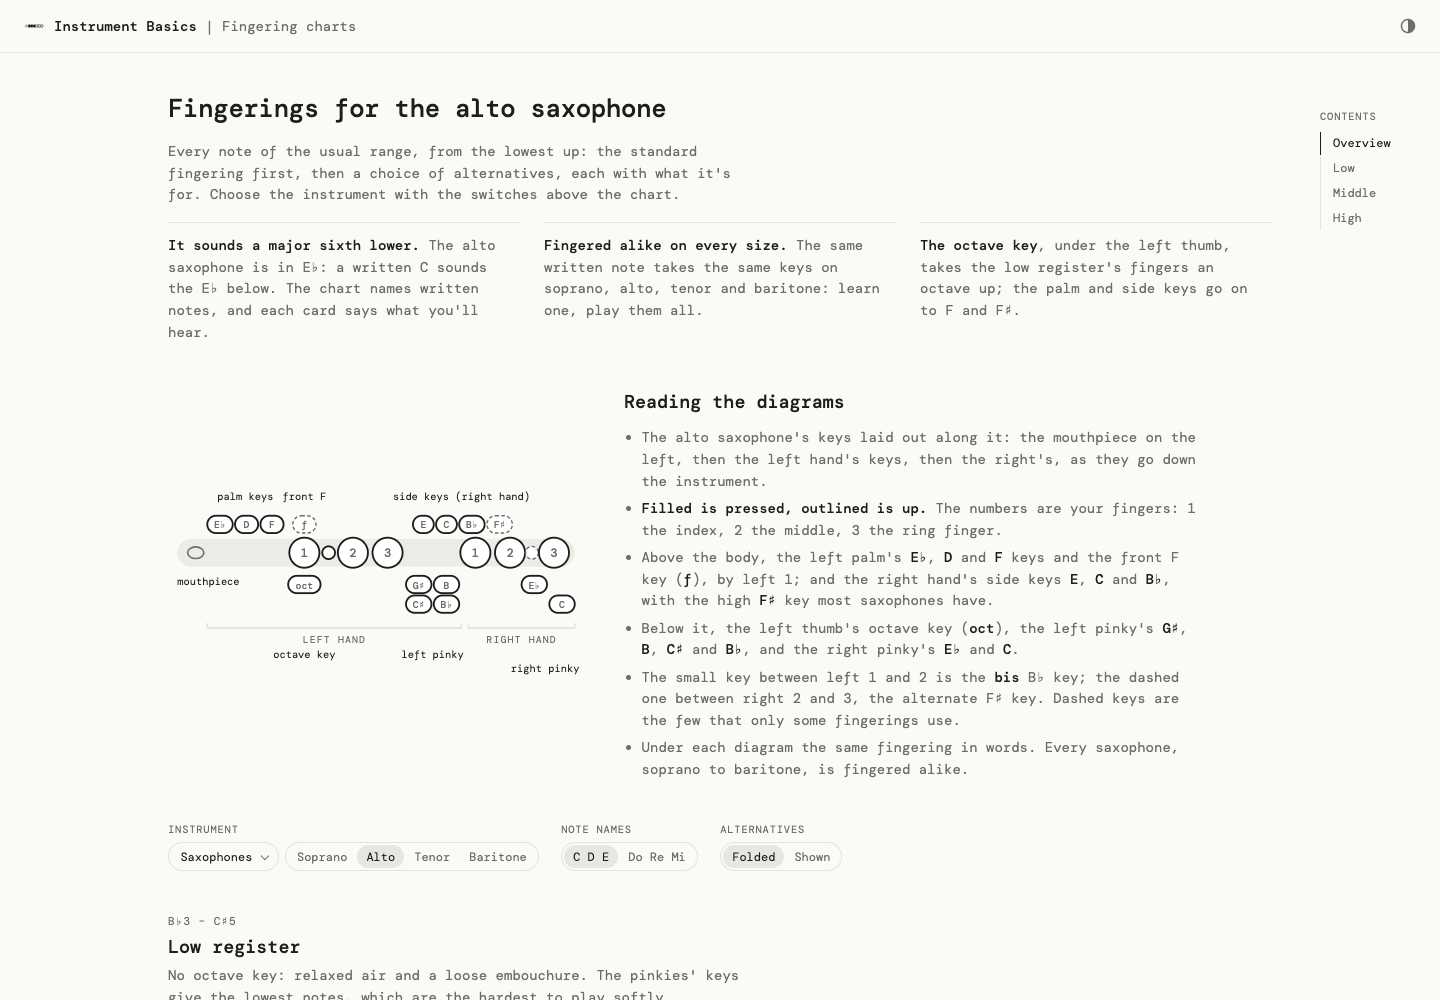 Instrument Basics | Fingering charts
Fingerings for the alto saxophone
Every note of the usual range, from the lowest up: the standard
fingering first, then a choice of alternatives, each with what it's
for. Choose the instrument with the switches above the chart.
CONTENTS
Overview
Low
Middle
High
It sounds a major sixth lower. The alto
saxophone is in E♭: a written C sounds
the E♭ below. The chart names written
notes, and each card says what you'll
hear.
Fingered alike on every size. The same
written note takes the same keys on
soprano, alto, tenor and baritone: learn
one, play them all.
The octave key, under the left thumb,
takes the low register's fingers an
octave up; the palm and side keys go on
to F and F♯.
palm keys front F side keys (right hand)
E♭ D F f E C B♭ F♯
1 2 3 1 2 3
mouthpiece oct G♯ B E♭
C♯ B♭ C
LEFT HAND RIGHT HAND
octave key left pinky
right pinky
Reading the diagrams
The alto saxophone's keys laid out along it: the mouthpiece on the
left, then the left hand's keys, then the right's, as they go down
the instrument.
Filled is pressed, outlined is up. The numbers are your fingers: 1
the index, 2 the middle, 3 the ring finger.
Above the body, the left palm's E♭, D and F keys and the front F
key (f), by left 1; and the right hand's side keys E, C and B♭,
with the high F♯ key most saxophones have.
Below it, the left thumb's octave key (oct), the left pinky's G♯,
B, C♯ and B♭, and the right pinky's E♭ and C.
The small key between left 1 and 2 is the bis B♭ key; the dashed
one between right 2 and 3, the alternate F♯ key. Dashed keys are
the few that only some fingerings use.
Under each diagram the same fingering in words. Every saxophone,
soprano to baritone, is fingered alike.
INSTRUMENT
Saxophones Soprano Alto Tenor Baritone
NOTE NAMES
C D E Do Re Mi
ALTERNATIVES
Folded Shown
B♭3 – C♯5
Low register
No octave key: relaxed air and a loose embouchure. The pinkies' keys
give the lowest notes, which are the hardest to play softly.